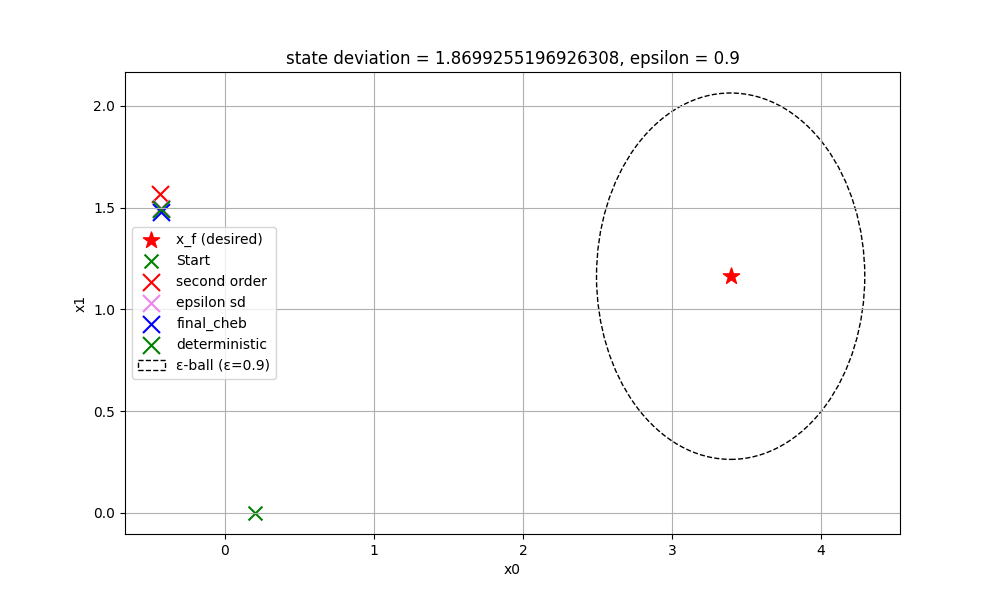 state deviation = 1.8699255196926308, epsilon = 0.9
2.0
1.5
1.0
0.5
0.0
x1
x_f (desired)
Start
second order
epsilon sd
final_cheb
deterministic
ε-ball (ε=0.9)
0 1 2 3 4
x0